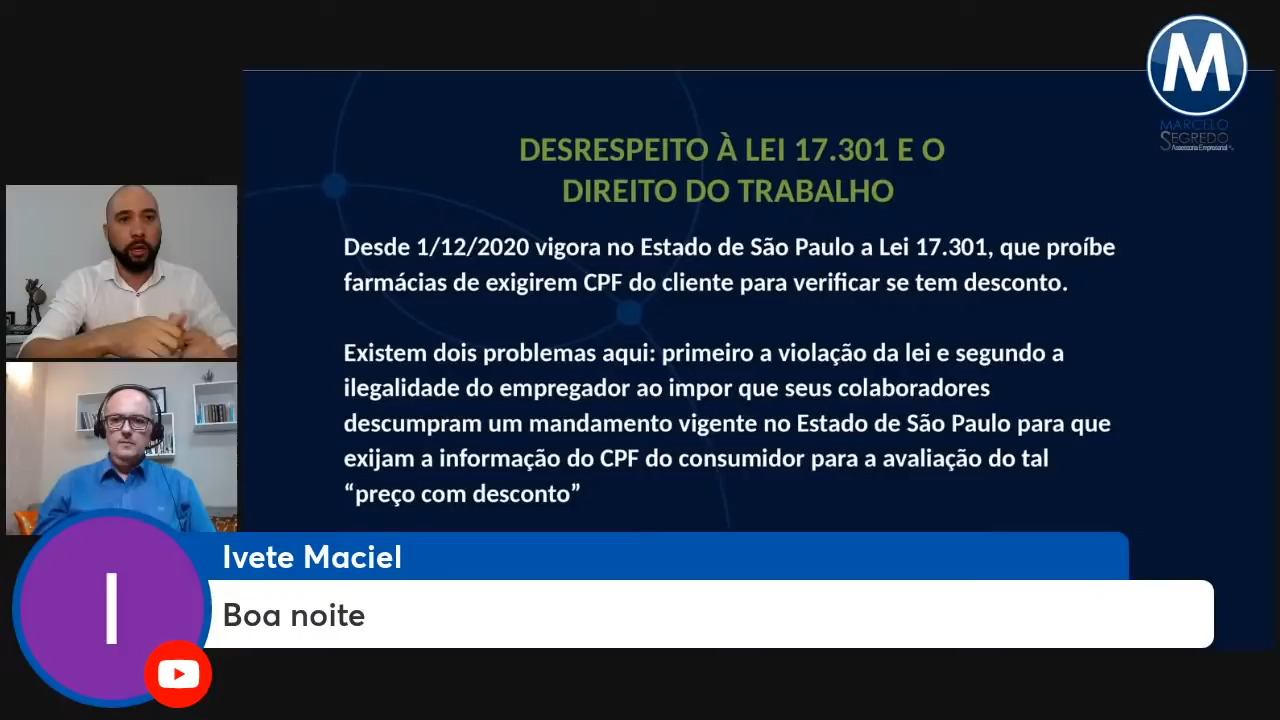 M
MARCELO
SEGREDO
Assessoria Empresarial
DESRESPEITO À LEI 17.301 E O
DIREITO DO TRABALHO
Desde 1/12/2020 vigora no Estado de São Paulo a Lei 17.301, que proíbe
farmácias de exigirem CPF do cliente para verificar se tem desconto.
Existem dois problemas aqui: primeiro a violação da lei e segundo a
ilegalidade do empregador ao impor que seus colaboradores
descumpram um mandamento vigente no Estado de São Paulo para que
exijam a informação do CPF do consumidor para a avaliação do tal
“preço com desconto”
I
Ivete Maciel
Boa noite